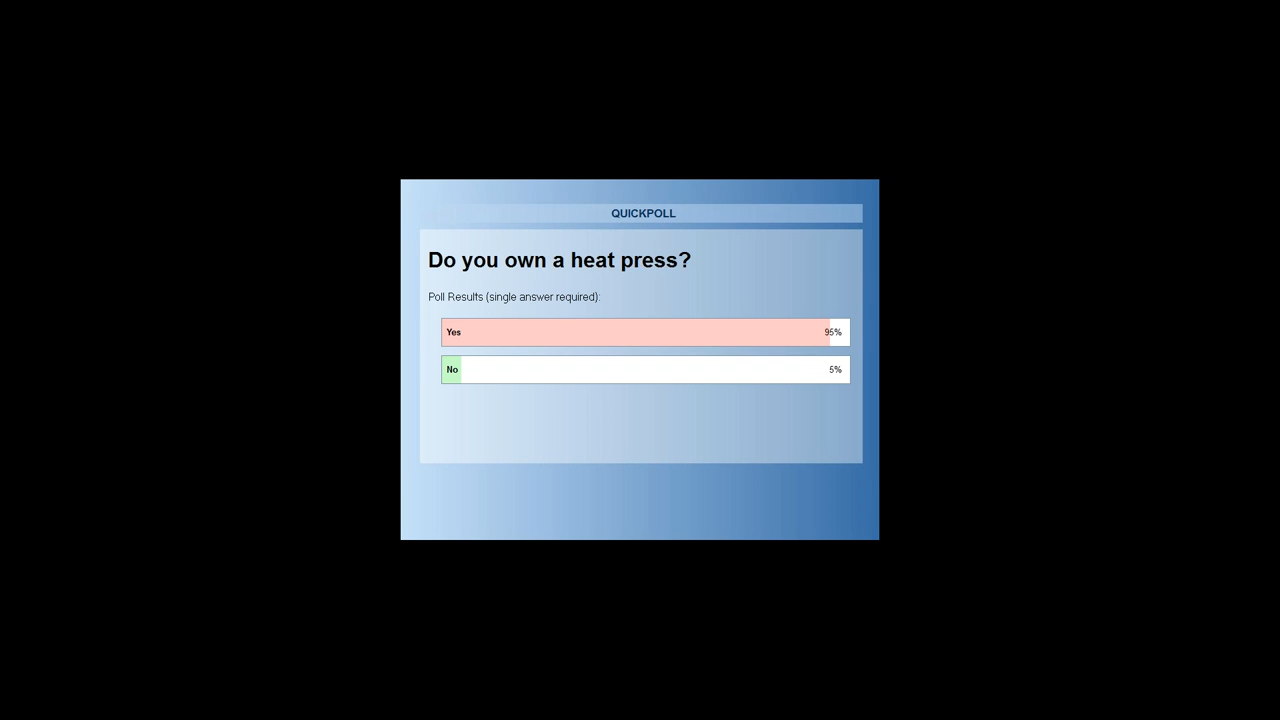 QUICKPOLL
Do you own a heat press?
Poll Results (single answer required):
Yes 95%
No 5%